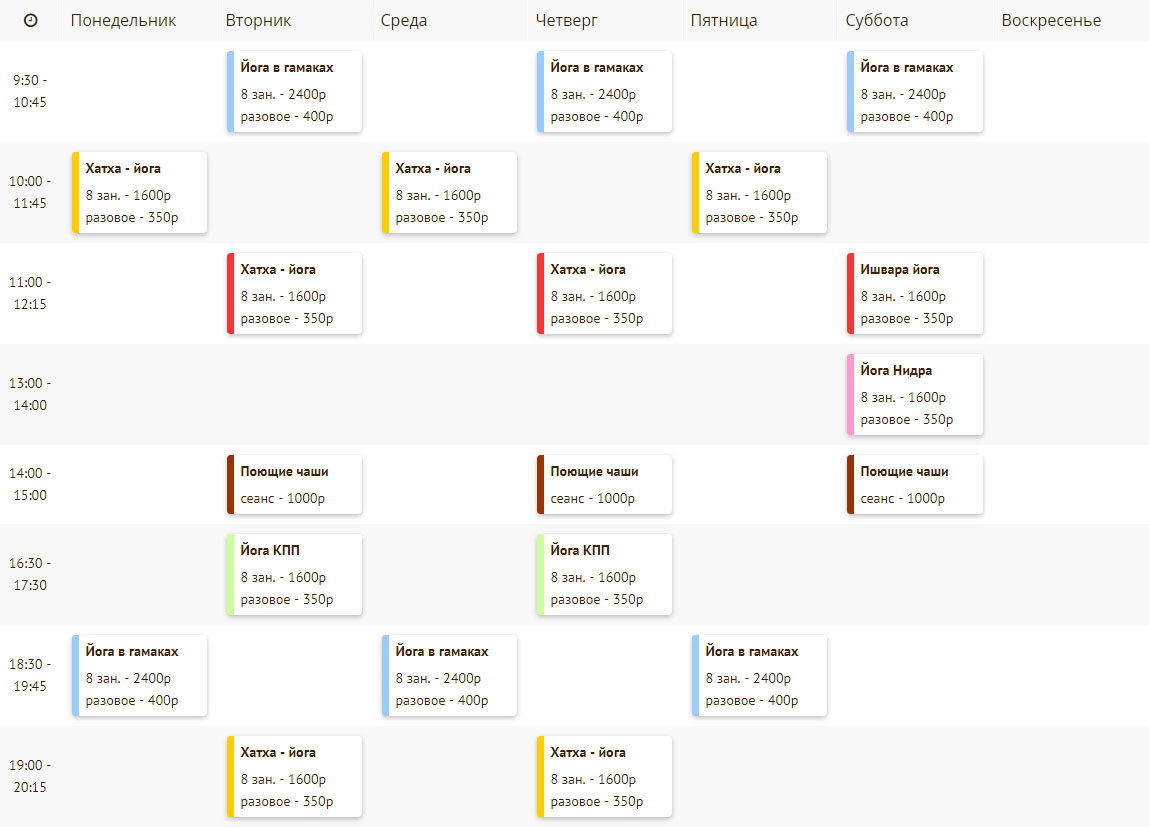 Понедельник Вторник Среда Четверг Пятница Суббота Воскресенье
9:30 -
10:45
Йога в гамаках
8 зан. - 2400р
разовое - 400р
Йога в гамаках
8 зан. - 2400р
разовое - 400р
Йога в гамаках
8 зан. - 2400р
разовое - 400р
10:00 -
11:45
Хатха - йога
8 зан. - 1600р
разовое - 350р
Хатха - йога
8 зан. - 1600р
разовое - 350р
Хатха - йога
8 зан. - 1600р
разовое - 350р
11:00 -
12:15
Хатха - йога
8 зан. - 1600р
разовое - 350р
Хатха - йога
8 зан. - 1600р
разовое - 350р
Ишвара йога
8 зан. - 1600р
разовое - 350р
13:00 -
14:00
Йога Нидра
8 зан. - 1600р
разовое - 350р
14:00 -
15:00
Поющие чаши
сеанс - 1000р
Поющие чаши
сеанс - 1000р
Поющие чаши
сеанс - 1000р
16:30 -
17:30
Йога КПП
8 зан. - 1600р
разовое - 350р
Йога КПП
8 зан. - 1600р
разовое - 350р
18:30 -
19:45
Йога в гамаках
8 зан. - 2400р
разовое - 400р
Йога в гамаках
8 зан. - 2400р
разовое - 400р
Йога в гамаках
8 зан. - 2400р
разовое - 400р
19:00 -
20:15
Хатха - йога
8 зан. - 1600р
разовое - 350р
Хатха - йога
8 зан. - 1600р
разовое - 350р